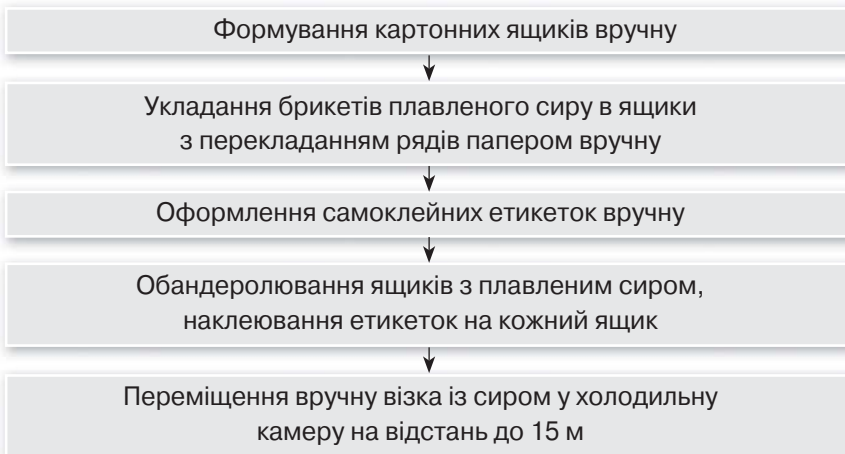 Формування картонних ящиків вручну
Укладання брикетів плавленого сиру в ящики
з перекладанням рядів папером вручну
Оформлення самоклейних етикеток вручну
Обандеролювання ящиків з плавленим сиром,
наклеювання етикеток на кожний ящик
Переміщення вручну візка із сиром у холодильну
камеру на відстань до 15 м